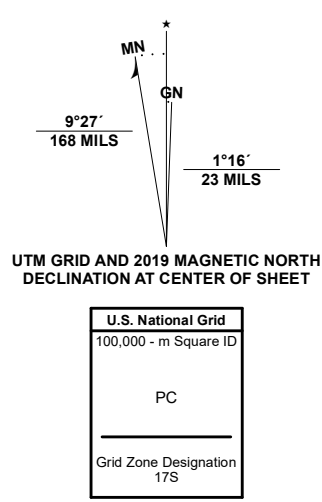 ★
MN
GN
9°27´
168 MILS
1°16´
23 MILS
UTM GRID AND 2019 MAGNETIC NORTH
DECLINATION AT CENTER OF SHEET
U.S. National Grid
100,000 - m Square ID
PC
Grid Zone Designation
17S